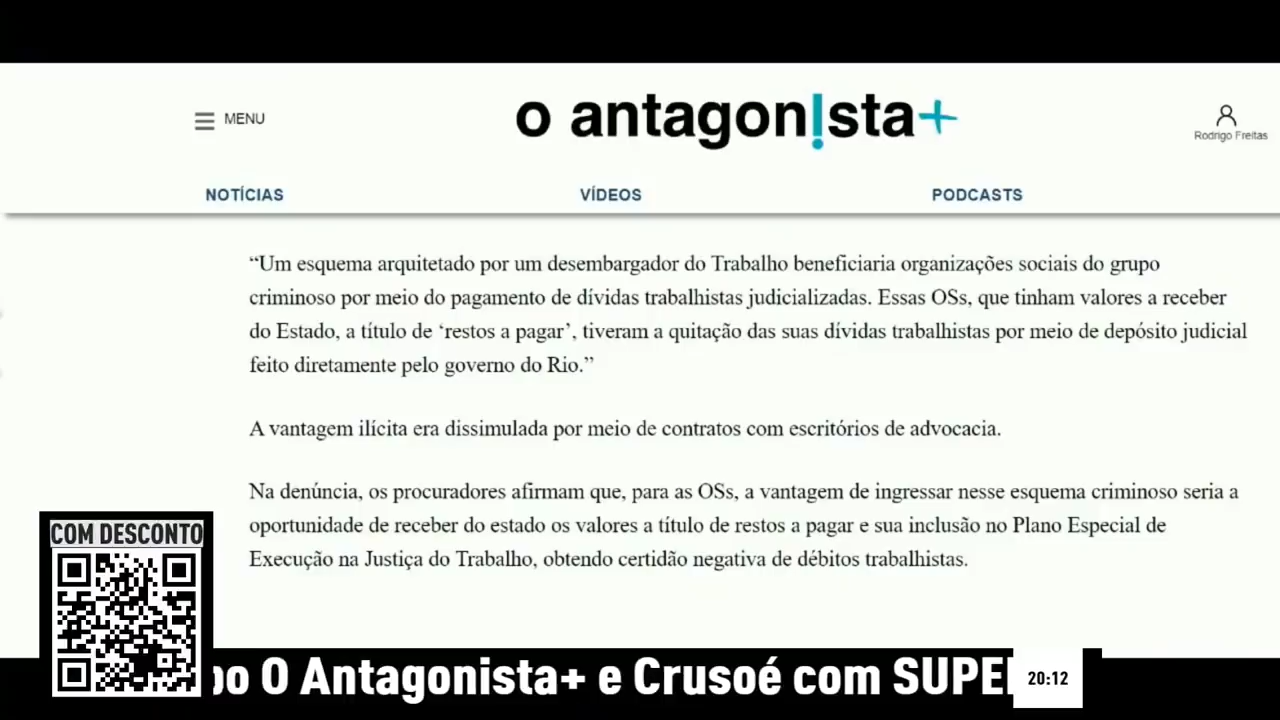 MENU
o antagon!sta+
Rodrigo Freitas
NOTÍCIAS
VÍDEOS
PODCASTS
“Um esquema arquitetado por um desembargador do Trabalho beneficiaria organizações sociais do grupo
criminoso por meio do pagamento de dívidas trabalhistas judicializadas. Essas OSs, que tinham valores a receber
do Estado, a título de ‘restos a pagar’, tiveram a quitação das suas dívidas trabalhistas por meio de depósito judicial
feito diretamente pelo governo do Rio.”
A vantagem ilícita era dissimulada por meio de contratos com escritórios de advocacia.
Na denúncia, os procuradores afirmam que, para as OSs, a vantagem de ingressar nesse esquema criminoso seria a
oportunidade de receber do estado os valores a título de restos a pagar e sua inclusão no Plano Especial de
Execução na Justiça do Trabalho, obtendo certidão negativa de débitos trabalhistas.
COM DESCONTO
O Antagonista+ e Crusoé com SUPE
20:12